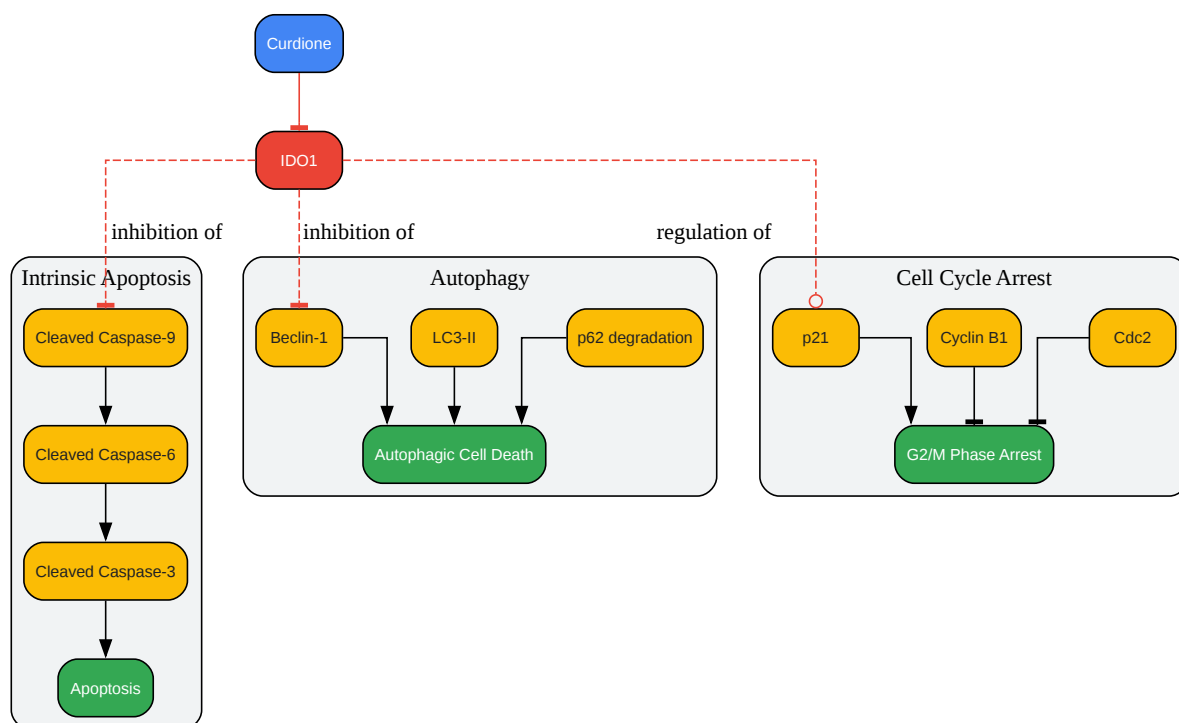 Curdione
IDO1
inhibition of
inhibition of
regulation of
Intrinsic Apoptosis
Autophagy
Cell Cycle Arrest
Cleaved Caspase-9
Beclin-1
LC3-II
p62 degradation
p21
Cyclin B1
Cdc2
Cleaved Caspase-6
Autophagic Cell Death
G2/M Phase Arrest
Cleaved Caspase-3
Apoptosis